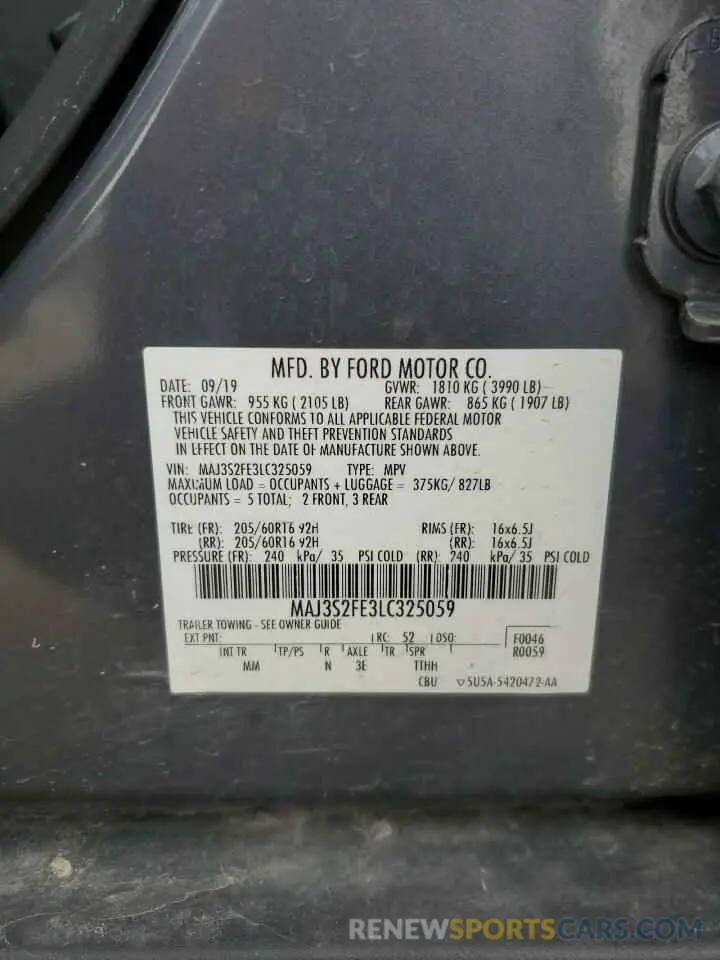 MFD. BY FORD MOTOR CO.
DATE: 09/19 GVWR: 1810 KG ( 3990 LB)
FRONT GAWR: 955 KG ( 2105 LB) REAR GAWR: 865 KG ( 1907 LB)
THIS VEHICLE CONFORMS TO ALL APPLICABLE FEDERAL MOTOR
VEHICLE SAFETY AND THEFT PREVENTION STANDARDS
IN EFFECT ON THE DATE OF MANUFACTURE SHOWN ABOVE.
VIN: MAJ3S2FE3LC325059 TYPE: MPV
MAXIMUM LOAD = OCCUPANTS + LUGGAGE = 375KG/ 827LB
OCCUPANTS = 5 TOTAL; 2 FRONT, 3 REAR
TIRE (FR): 205/60R16 92H RIMS (FR): 16x6.5J
(RR): 205/60R16 92H (RR): 16x6.5J
PRESSURE (FR): 240 kPa/ 35 PSI COLD (RR): 240 kPa/ 35 PSI COLD
MAJ3S2FE3LC325059
TRAILER TOWING - SEE OWNER GUIDE
EXT PNT: RC: 52 DSO: F0046
INT TR TP/PS R AXLE TR SPR R0059
MM N 3E TTHH
CBU 5U5A-5420472-AA
RENEWSPORTSCARS.COM